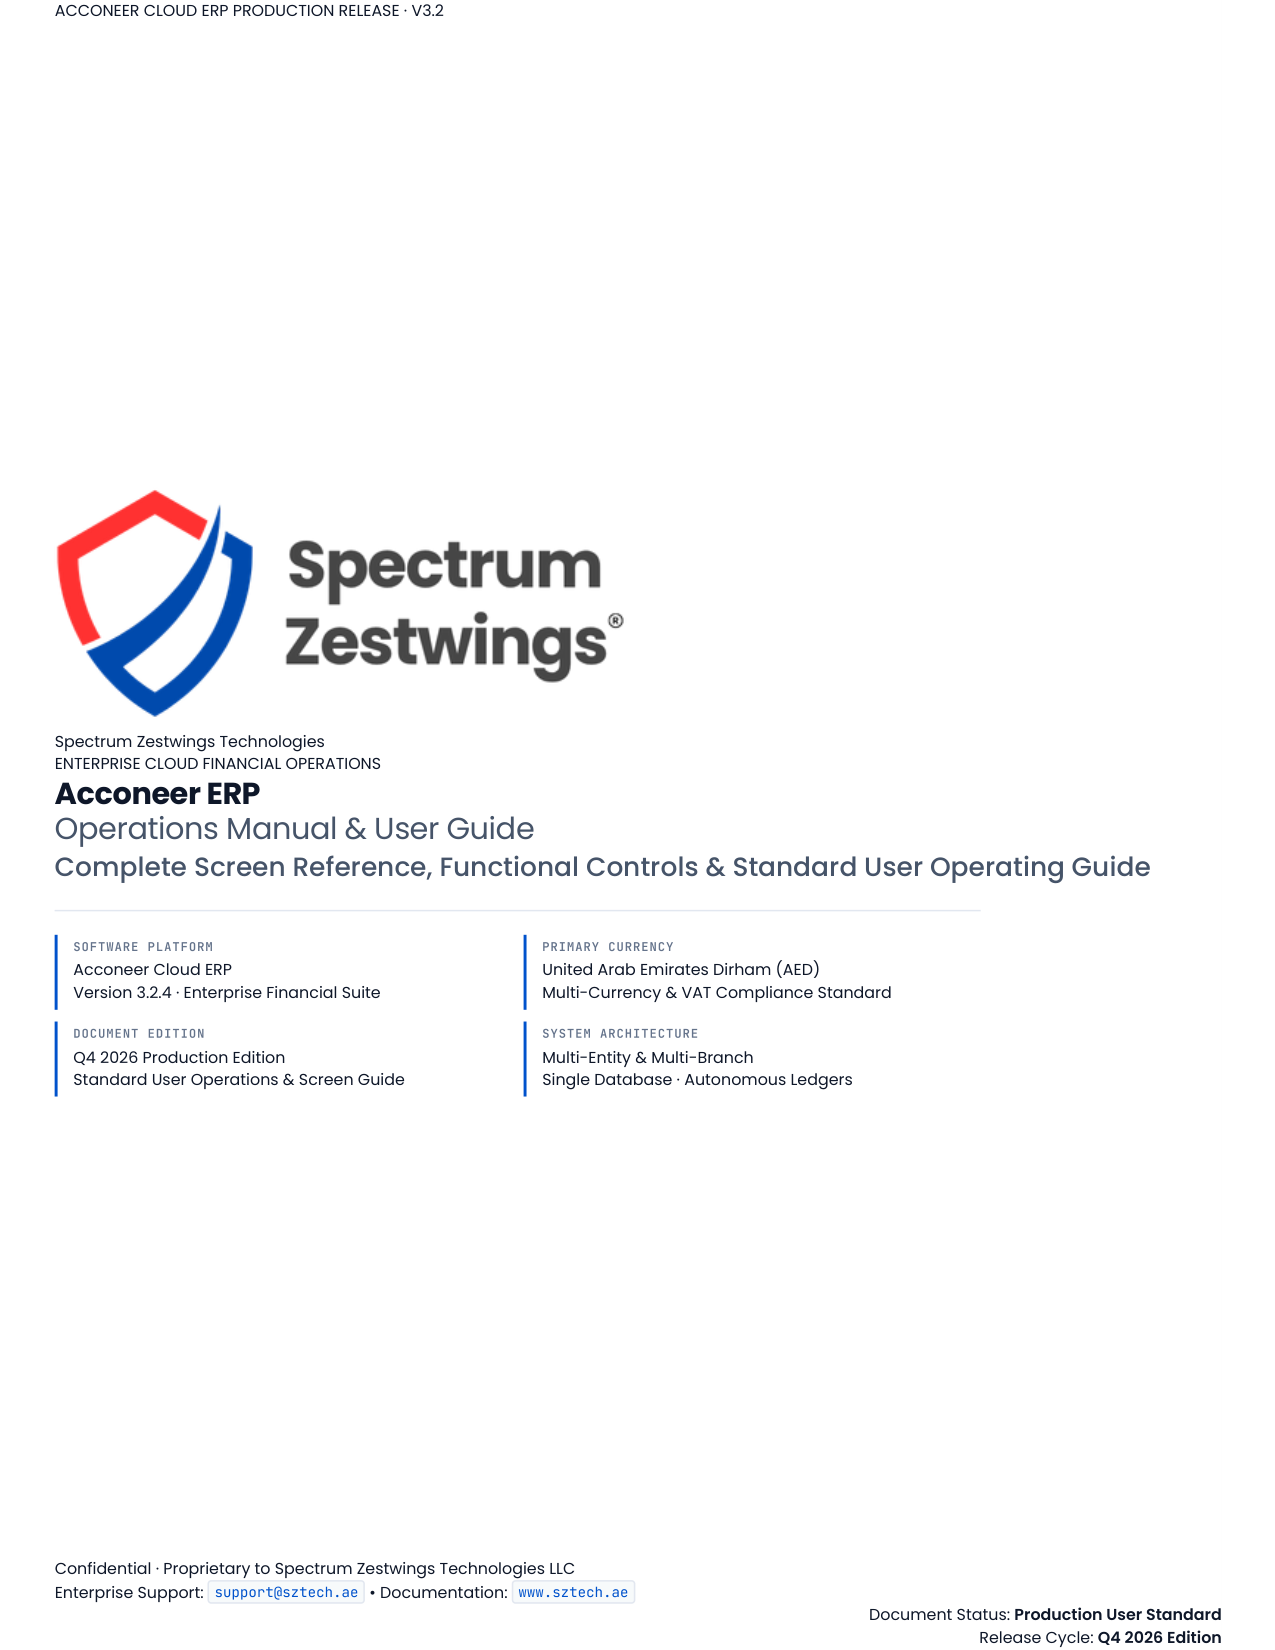 ACCONEER CLOUD ERP PRODUCTION RELEASE · V3.2
Spectrum
Zestwings®
Spectrum Zestwings Technologies
ENTERPRISE CLOUD FINANCIAL OPERATIONS
Acconeer ERP
Operations Manual & User Guide
Complete Screen Reference, Functional Controls & Standard User Operating Guide
SOFTWARE PLATFORM
Acconeer Cloud ERP
Version 3.2.4 · Enterprise Financial Suite
PRIMARY CURRENCY
United Arab Emirates Dirham (AED)
Multi-Currency & VAT Compliance Standard
DOCUMENT EDITION
Q4 2026 Production Edition
Standard User Operations & Screen Guide
SYSTEM ARCHITECTURE
Multi-Entity & Multi-Branch
Single Database · Autonomous Ledgers
Confidential · Proprietary to Spectrum Zestwings Technologies LLC
Enterprise Support: support@sztech.ae • Documentation: www.sztech.ae
Document Status: Production User Standard
Release Cycle: Q4 2026 Edition